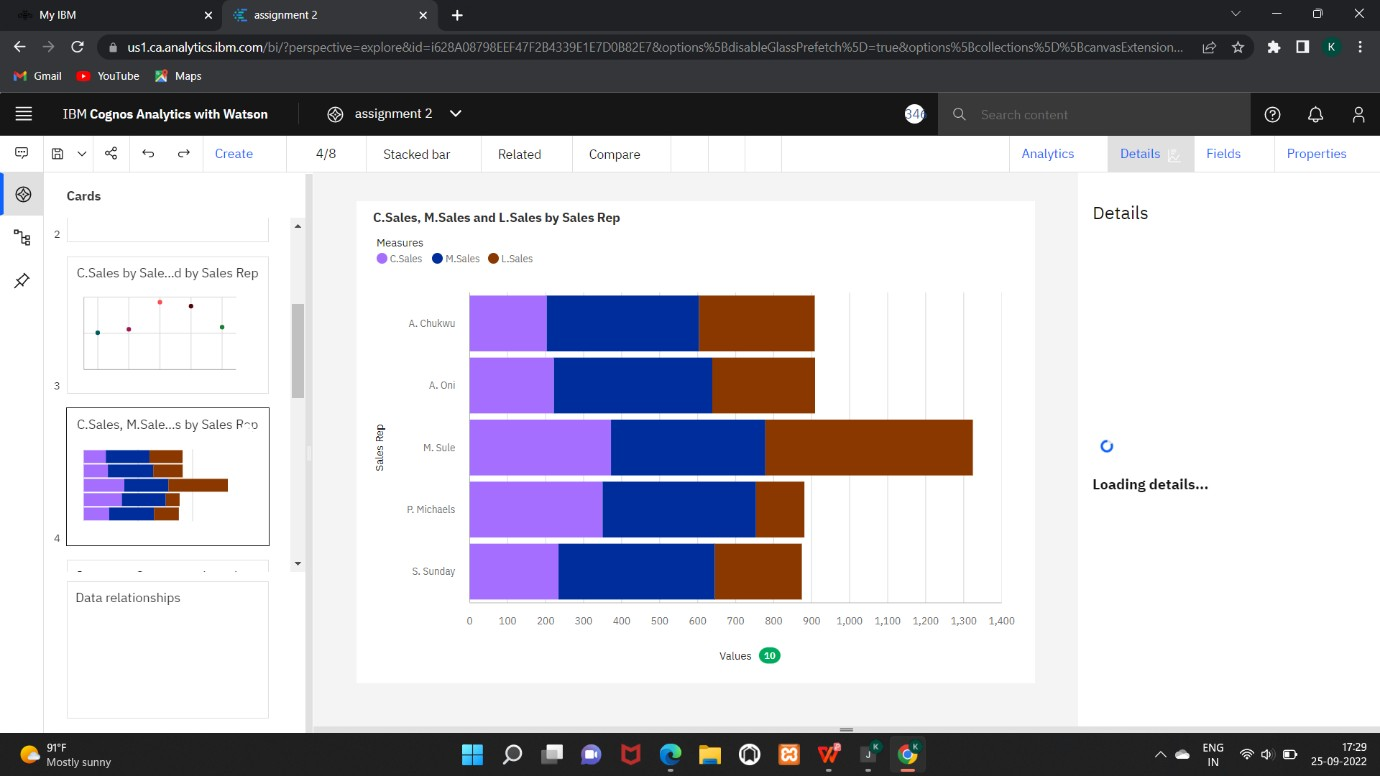 My IBM
assignment 2
us1.ca.analytics.ibm.com/bi/?perspective=explore&id=i628A08798EEF47F2B4339E1E7D0B82E7&options%5BdisableGlassPrefetch%5D=true&options%5Bcollections%5D%5BcanvasExtension...
K
Gmail YouTube Maps
IBM Cognos Analytics with Watson
assignment 2
Search content
Create
4/8
Stacked bar
Related
Compare
Analytics
Details
Fields
Properties
Cards
2
C.Sales by Sale...d by Sales Rep
3
C.Sales, M.Sale...s by Sales Rep
4
Data relationships
C.Sales, M.Sales and L.Sales by Sales Rep
Measures
C.Sales M.Sales L.Sales
Sales Rep
A. Chukwu
A. Oni
M. Sule
P. Michaels
S. Sunday
0 100 200 300 400 500 600 700 800 900 1,000 1,100 1,200 1,300 1,400
Values 10
Details
Loading details...
91°F
Mostly sunny
ENG
IN
17:29
25-09-2022